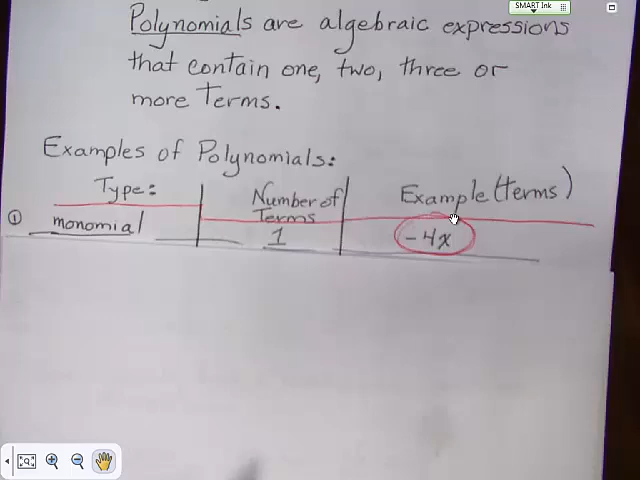 SMART Ink
Polynomials are algebraic expressions
that contain one, two, three or
more Terms.
Examples of Polynomials:
Type: Number of Terms Example (terms)
① monomial 1 -4x